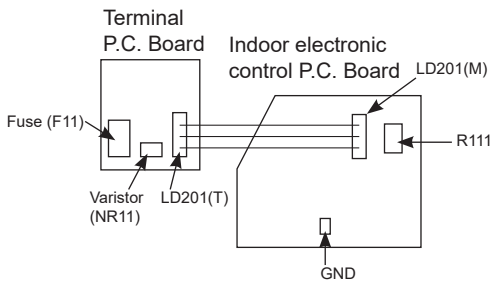 Terminal
P.C. Board
Indoor electronic
control P.C. Board
LD201(M)
Fuse (F11)
R111
Varistor
(NR11)
LD201(T)
GND